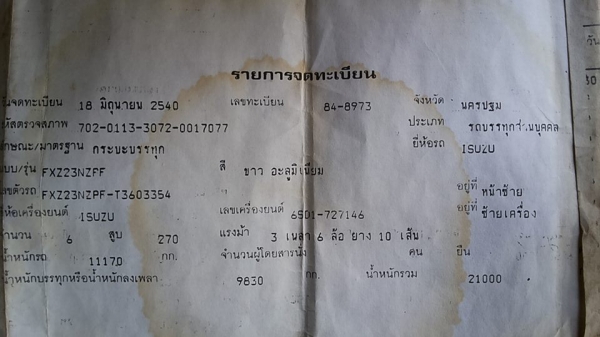 รายการจดทะเบียน
วันจดทะเบียน 18 มิถุนายน 2540 เลขทะเบียน 84-8973 จังหวัด นครปฐม
รหัสตรวจสภาพ 702-0113-3072-0017077 ประเภท รถบรรทุกส่วนบุคคล
ลักษณะ/มาตรฐาน กระบะบรรทุก ยี่ห้อรถ ISUZU
แบบ/รุ่น FXZ23NZPF สี ขาว อะลูมิเนียม
เลขตัวรถ FXZ23NZPF-T3603354 อยู่ที่ หน้าซ้าย
ยี่ห้อเครื่องยนต์ ISUZU เลขเครื่องยนต์ 6SD1-727146 อยู่ที่ ซ้ายเครื่อง
จำนวน 6 สูบ 270 แรงม้า 3 เพลา 6 ล้อ ยาง 10 เส้น
น้ำหนักรถ 11170 กก. จำนวนผู้โดยสารนั่ง คน ยืน
น้ำหนักบรรทุกหรือน้ำหนักลงเพลา 9830 กก. น้ำหนักรวม 21000
วัน
30